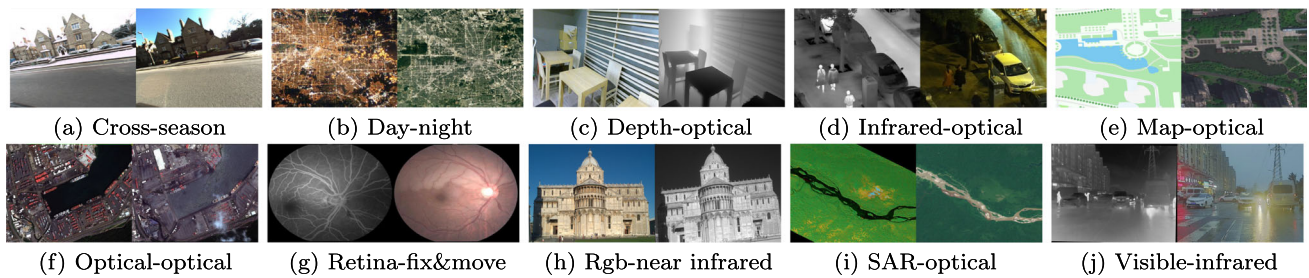 (a) Cross-season
(b) Day-night
(c) Depth-optical
(d) Infrared-optical
(e) Map-optical
(f) Optical-optical
(g) Retina-fix&move
(h) Rgb-near infrared
(i) SAR-optical
(j) Visible-infrared